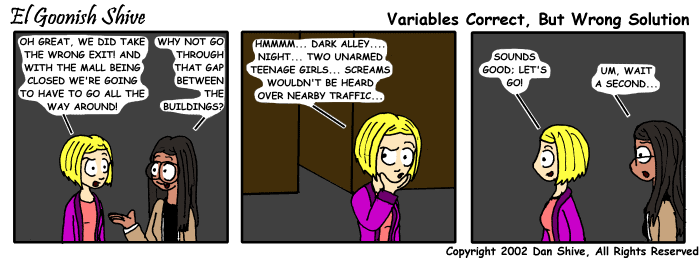 El Goonish Shive
Variables Correct, But Wrong Solution
OH GREAT, WE DID TAKE
THE WRONG EXIT! AND
WITH THE MALL BEING
CLOSED WE'RE GOING
TO HAVE TO GO ALL THE
WAY AROUND!
WHY NOT GO
THROUGH
THAT GAP
BETWEEN
THE
BUILDINGS?
HMMMM... DARK ALLEY....
NIGHT... TWO UNARMED
TEENAGE GIRLS... SCREAMS
WOULDN'T BE HEARD
OVER NEARBY TRAFFIC...
SOUNDS
GOOD; LET'S
GO!
UM, WAIT
A SECOND...
Copyright 2002 Dan Shive, All Rights Reserved